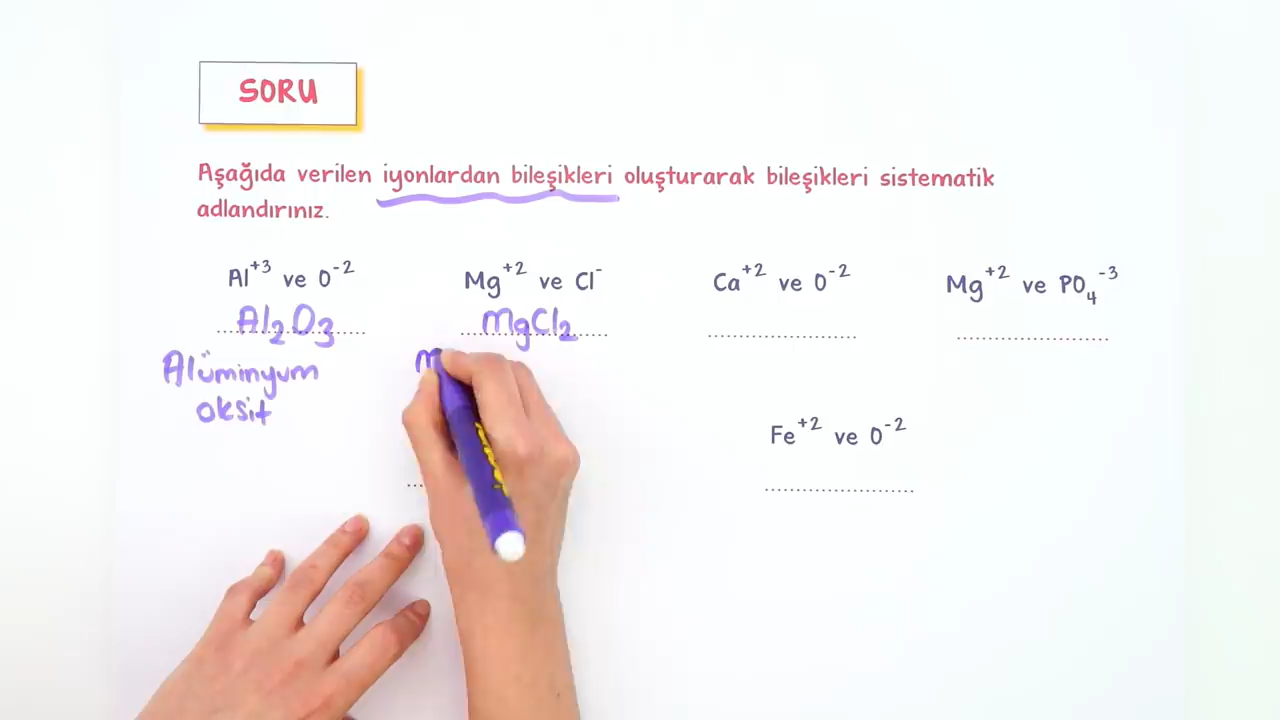 SORU
Aşağıda verilen iyonlardan bileşikleri oluşturarak bileşikleri sistematik
adlandırınız.
Al⁺³ ve O⁻²
Al₂O₃
Alüminyum
oksit
Mg⁺² ve Cl⁻
MgCl₂
m
Ca⁺² ve O⁻²
Mg⁺² ve PO₄⁻³
Fe⁺² ve O⁻²